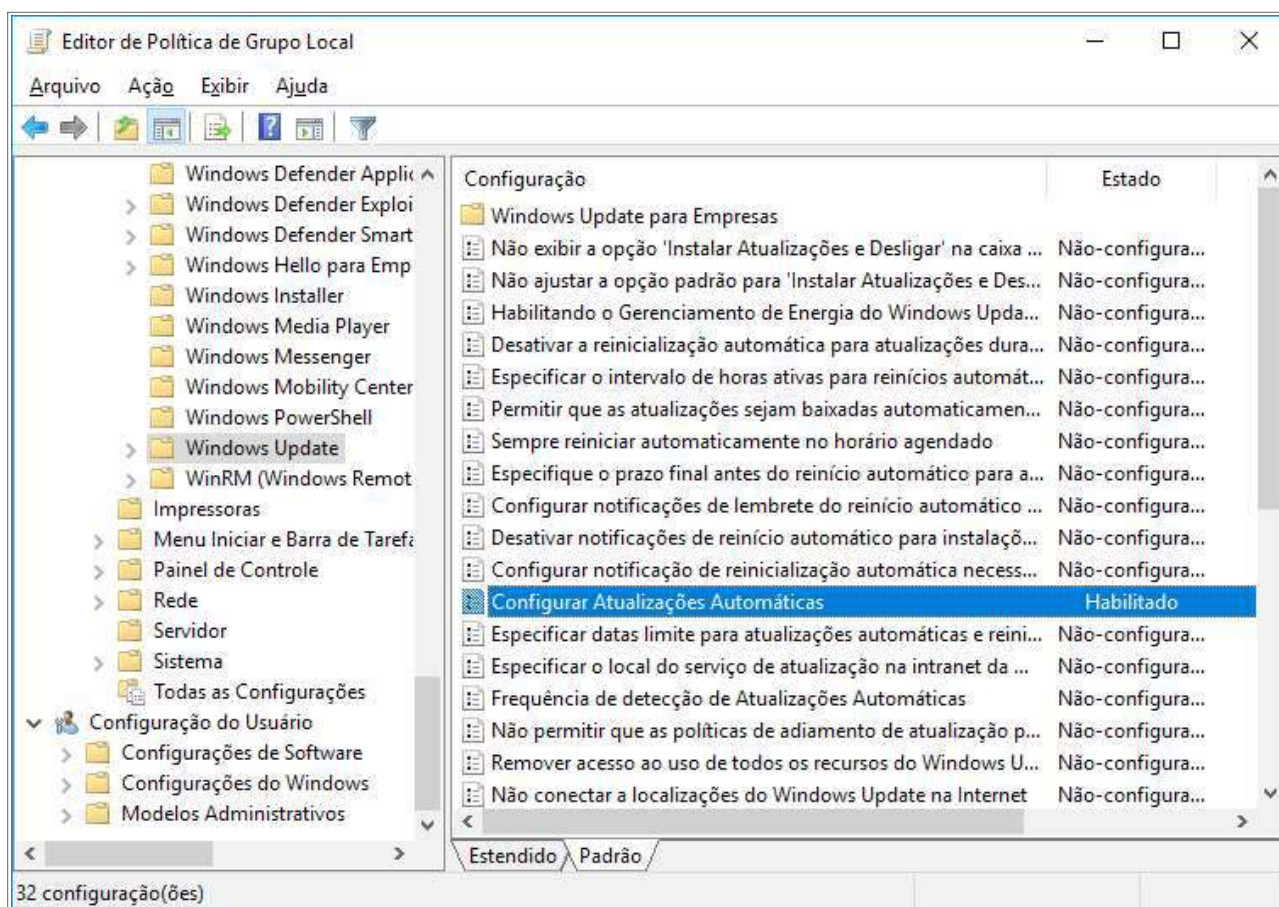 Editor de Política de Grupo Local
Arquivo Ação Exibir Ajuda
Windows Defender Applic
Windows Defender Exploi
Windows Defender Smart
Windows Hello para Emp
Windows Installer
Windows Media Player
Windows Messenger
Windows Mobility Center
Windows PowerShell
Windows Update
WinRM (Windows Remot
Impressoras
Menu Iniciar e Barra de Tarefa
Painel de Controle
Rede
Servidor
Sistema
Todas as Configurações
Configuração do Usuário
Configurações de Software
Configurações do Windows
Modelos Administrativos
Configuração Estado
Windows Update para Empresas
Não exibir a opção 'Instalar Atualizações e Desligar' na caixa ... Não-configura...
Não ajustar a opção padrão para 'Instalar Atualizações e Des... Não-configura...
Habilitando o Gerenciamento de Energia do Windows Upda... Não-configura...
Desativar a reinicialização automática para atualizações dura... Não-configura...
Especificar o intervalo de horas ativas para reinícios automát... Não-configura...
Permitir que as atualizações sejam baixadas automaticamen... Não-configura...
Sempre reiniciar automaticamente no horário agendado Não-configura...
Especifique o prazo final antes do reinício automático para a... Não-configura...
Configurar notificações de lembrete do reinício automático ... Não-configura...
Desativar notificações de reinício automático para instalaçõ... Não-configura...
Configurar notificação de reinicialização automática necess... Não-configura...
Configurar Atualizações Automáticas Habilitado
Especificar datas limite para atualizações automáticas e reini... Não-configura...
Especificar o local do serviço de atualização na intranet da ... Não-configura...
Frequência de detecção de Atualizações Automáticas Não-configura...
Não permitir que as políticas de adiamento de atualização p... Não-configura...
Remover acesso ao uso de todos os recursos do Windows U... Não-configura...
Não conectar a localizações do Windows Update na Internet Não-configura...
Estendido Padrão
32 configuração(ões)